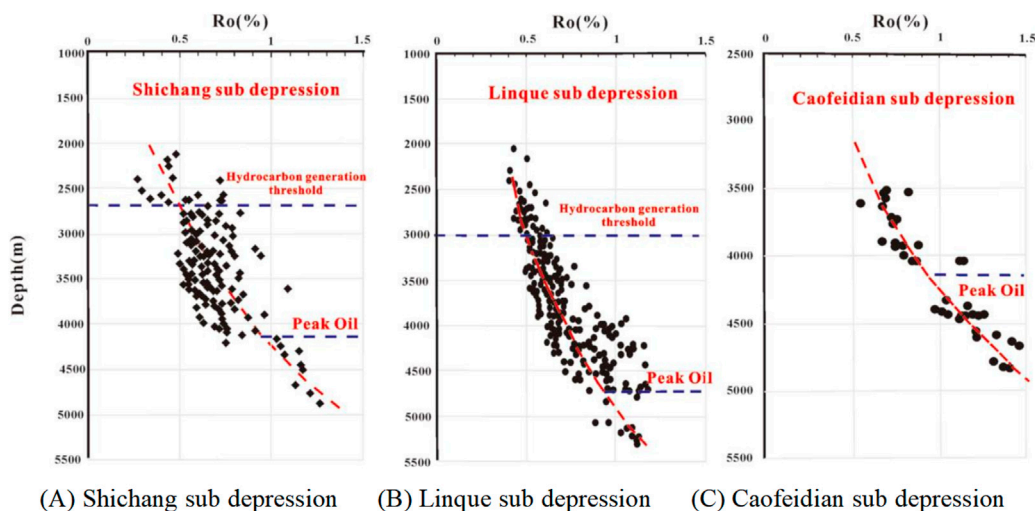 Ro(%)
0 0.5 1 1.5
1000
1500
2000
2500
3000
3500
4000
4500
5000
5500
Depth(m)
Shichang sub depression
Hydrocarbon generation
threshold
Peak Oil
(A) Shichang sub depression
Ro(%)
0 0.5 1 1.5
1000
1500
2000
2500
3000
3500
4000
4500
5000
5500
Linque sub depression
Hydrocarbon generation
threshold
Peak Oil
(B) Linque sub depression
Ro(%)
0 0.5 1 1.5
2500
3000
3500
4000
4500
5000
5500
Caofeidian sub depression
Peak Oil
(C) Caofeidian sub depression